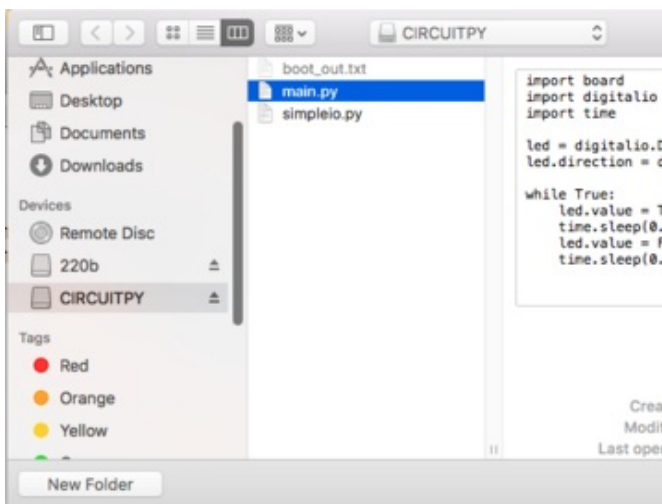 CIRCUITPY
Applications
Desktop
Documents
Downloads
Devices
Remote Disc
220b
CIRCUITPY
Tags
Red
Orange
Yellow
New Folder
boot_out.txt
main.py
simpleio.py
import board
import digitalio
import time
led = digitalio.D
led.direction = d
while True:
led.value = T
time.sleep(0.
led.value = F
time.sleep(0.
Crea
Modif
Last oper